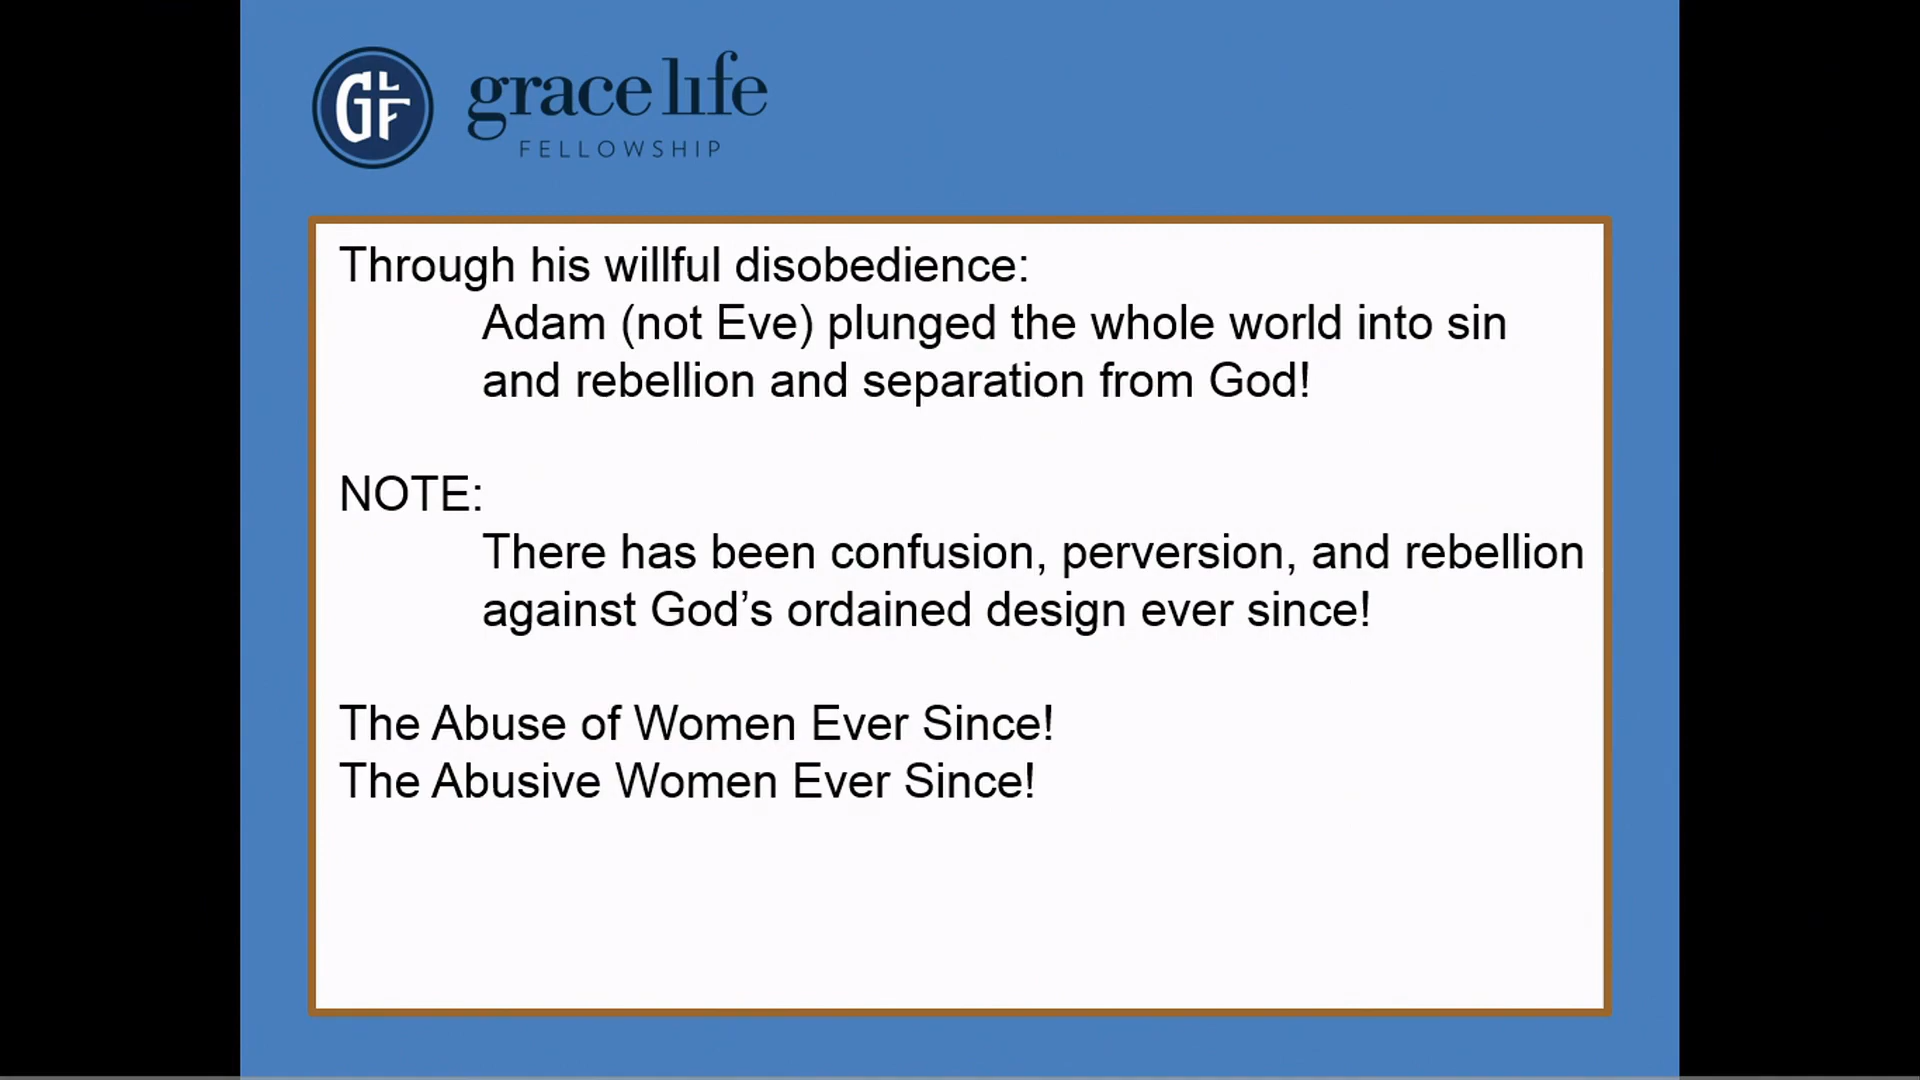 GLF
grace life
FELLOWSHIP
Through his willful disobedience:
Adam (not Eve) plunged the whole world into sin
and rebellion and separation from God!
NOTE:
There has been confusion, perversion, and rebellion
against God’s ordained design ever since!
The Abuse of Women Ever Since!
The Abusive Women Ever Since!